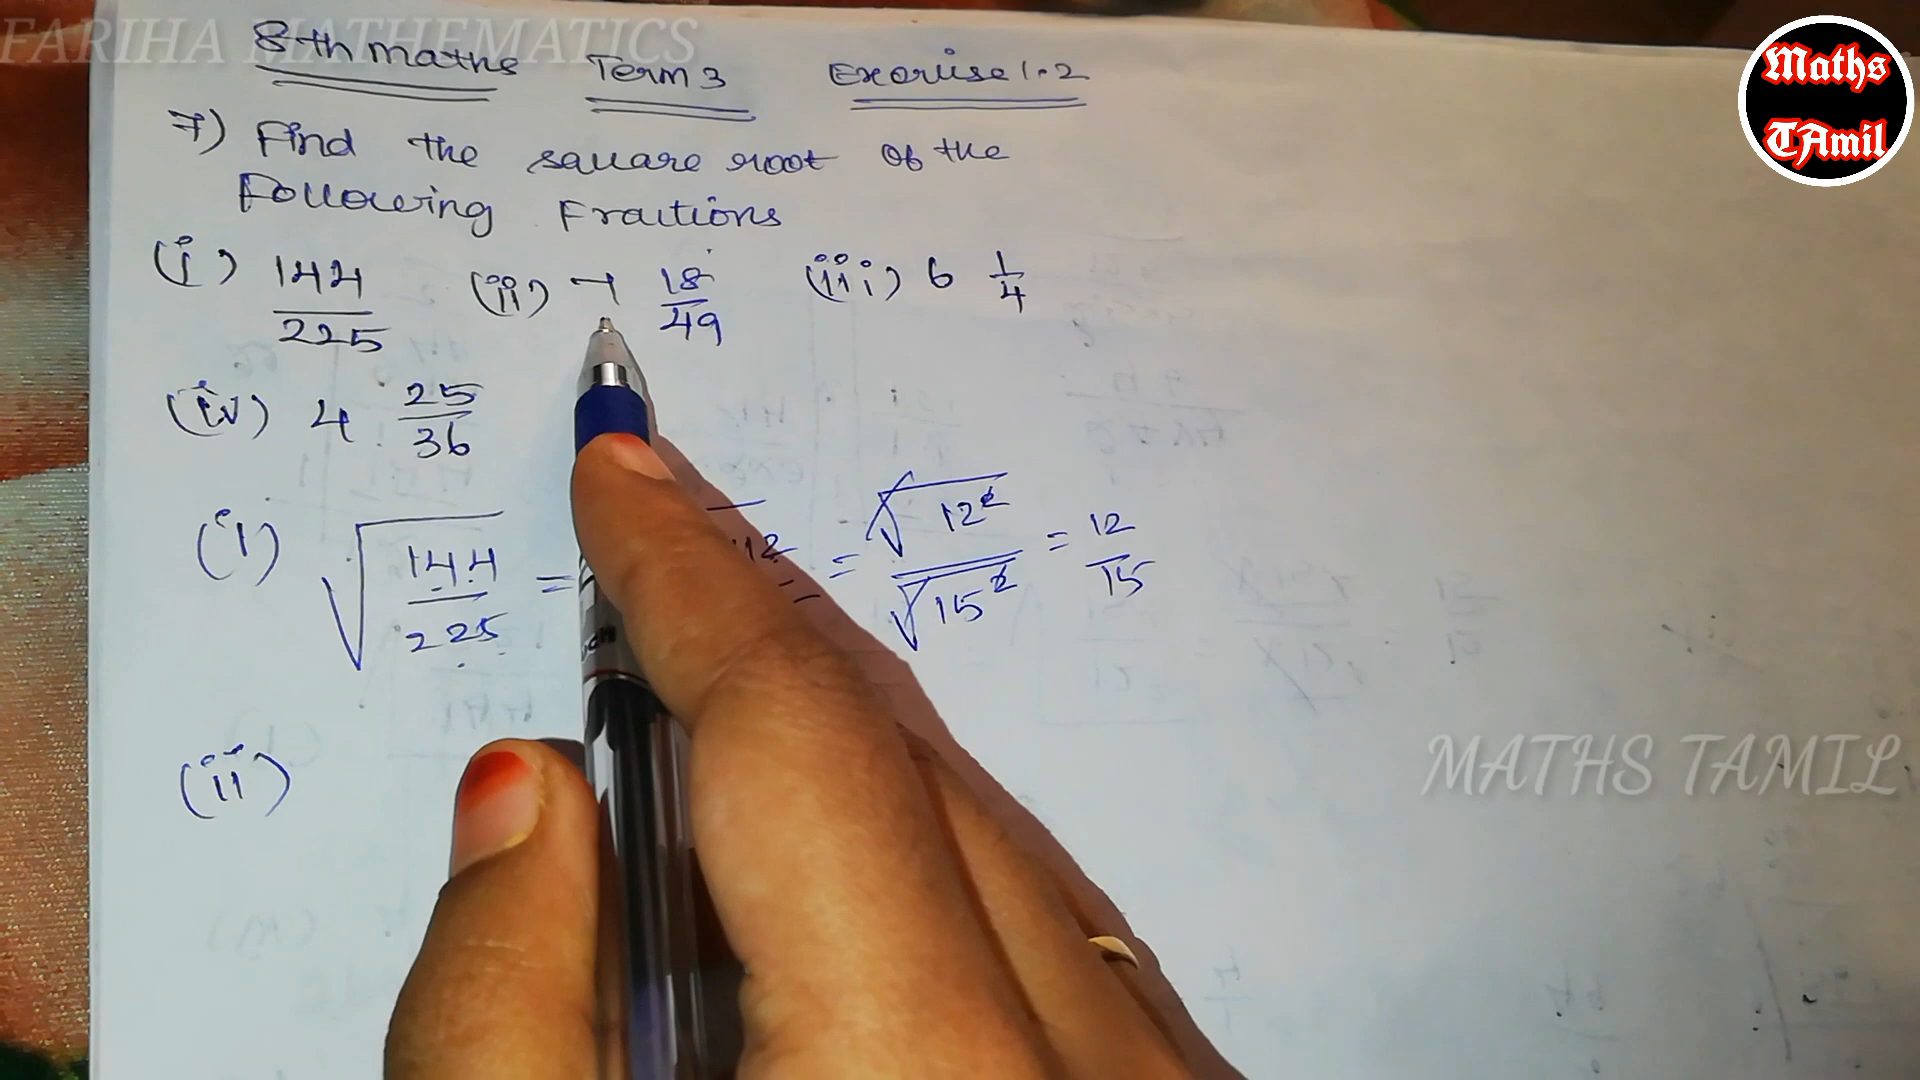 FARIHA MATHEMATICS
Maths
TAmil
8th maths Term 3 Exercise 1.2
7) Find the square root of the
Following Fractions
(i) 144/225 (ii) 7 18/49 (iii) 6 1/4
(iv) 4 25/36
(i) √144/225 = = √12²/√15² = 12/15
(ii)
MATHS TAMIL